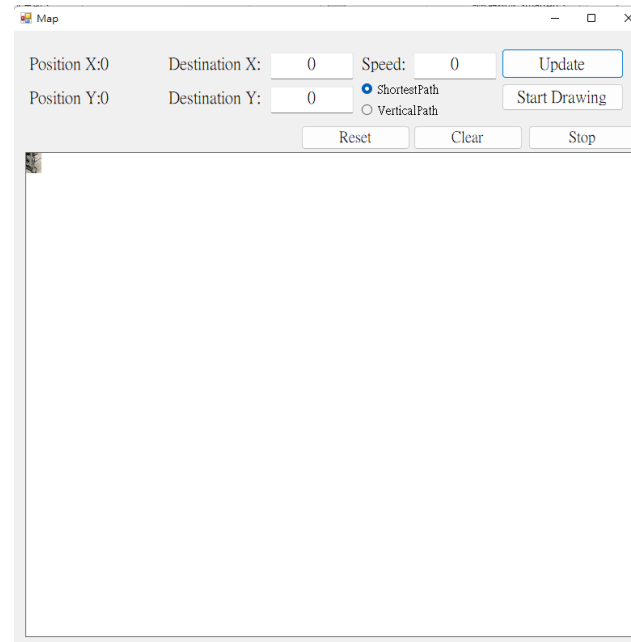 Map
Position X:0 Destination X: 0 Speed: 0 Update
Position Y:0 Destination Y: 0 ShortestPath Start Drawing
VerticalPath
Reset Clear Stop